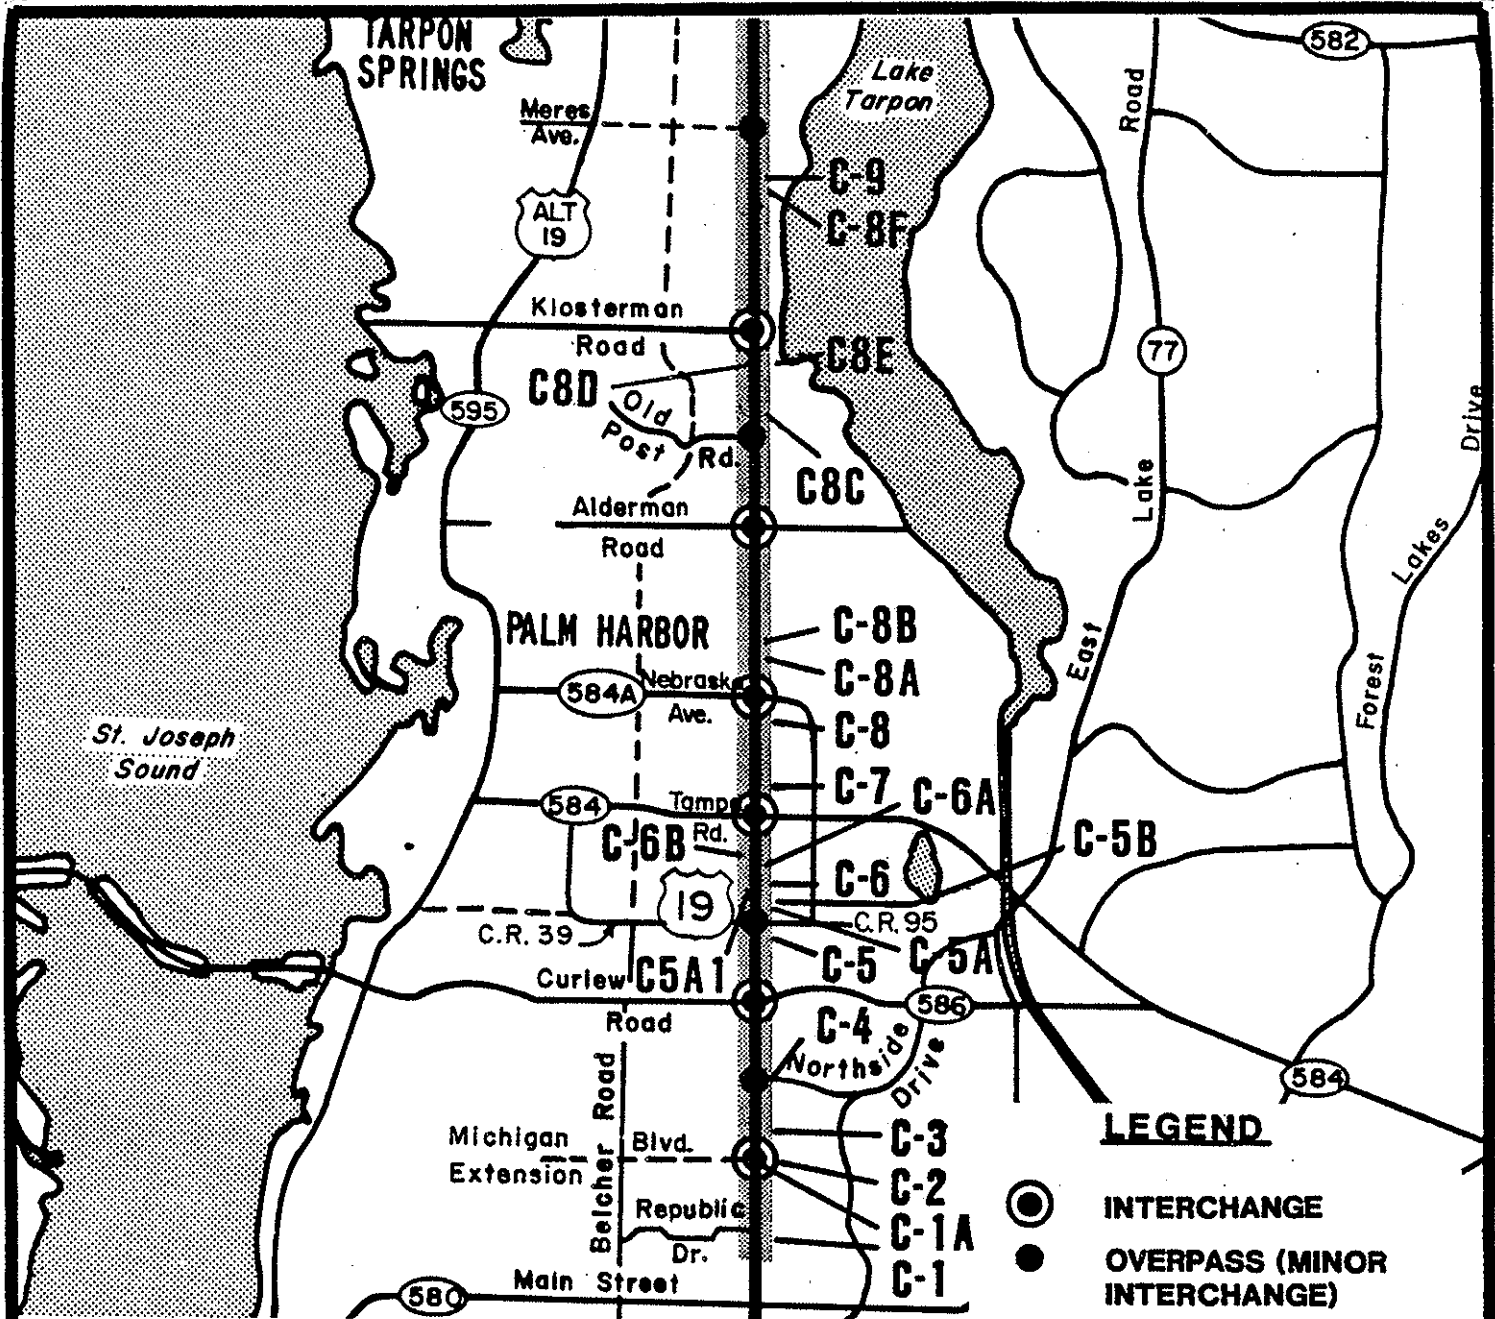 TARPON
SPRINGS
582
Lake
Tarpon
Road
Meres
Ave.
C-9
ALT
19
C-8F
Klosterman
Road
77
C8E
C8D
595
Old
Post
Rd.
Drive
C8C
Lake
Alderman
Road
Lakes
PALM HARBOR
C-8B
East
C-8A
584A
Nebraska
Ave.
Forest
C-8
St. Joseph
Sound
C-7
C-6A
584
Tampa
Rd.
C-6B
C-5B
C-6
19
C.R. 95
C.R. 39
C-5
C-5A
C5A1
Curlew
Road
586
C-4
Northside
Drive
584
Belcher Road
LEGEND
C-3
Michigan
Blvd.
Extension
C-2
INTERCHANGE
Republic
Dr.
C-1A
OVERPASS (MINOR
INTERCHANGE)
C-1
Main Street
580